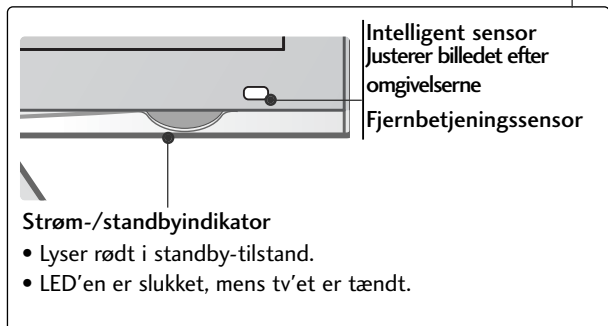 Intelligent sensor
Justerer billedet efter
omgivelserne
Fjernbetjeningssensor
Strøm-/standbyindikator
• Lyser rødt i standby-tilstand.
• LED’en er slukket, mens tv’et er tændt.